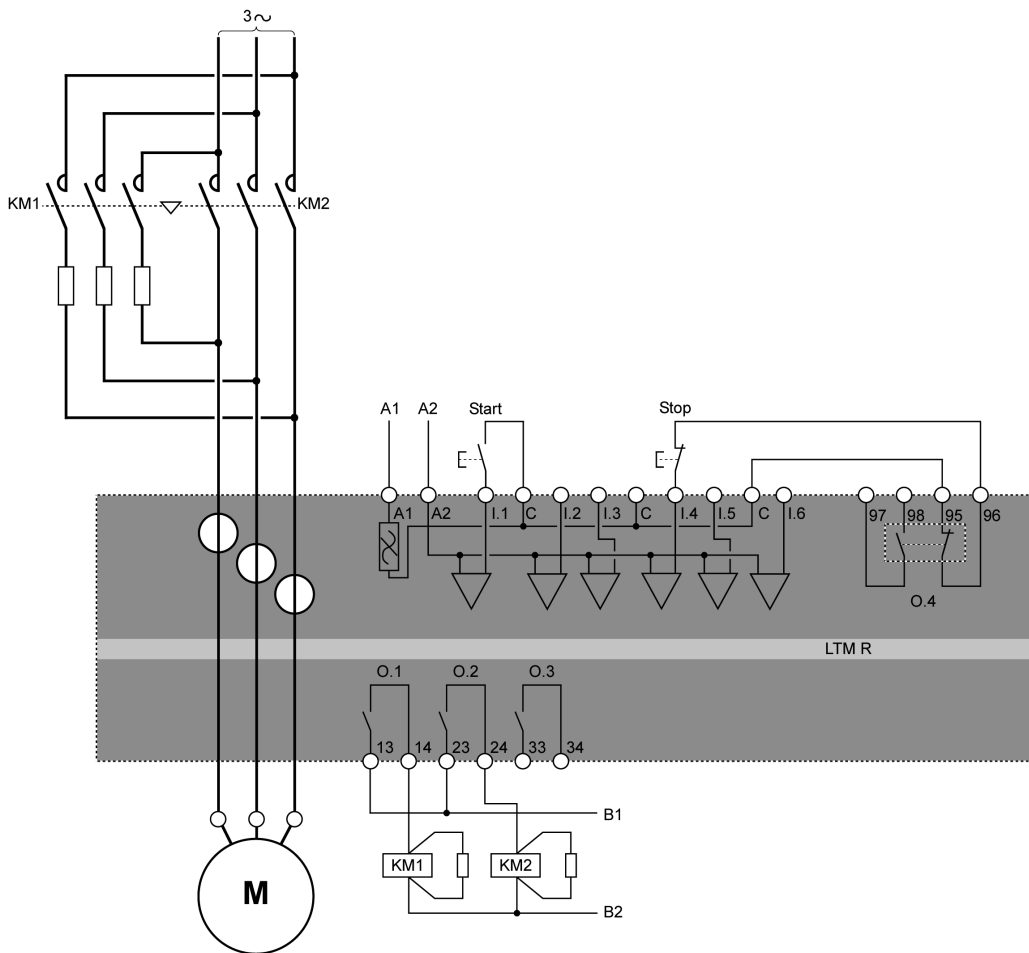 3~
KM1 KM2
A1 A2 Start Stop
A1 A2 I.1 C I.2 I.3 C I.4 I.5 C I.6 97 98 95 96
O.4
LTM R
O.1 O.2 O.3
13 14 23 24 33 34
B1
KM1 KM2
M
B2